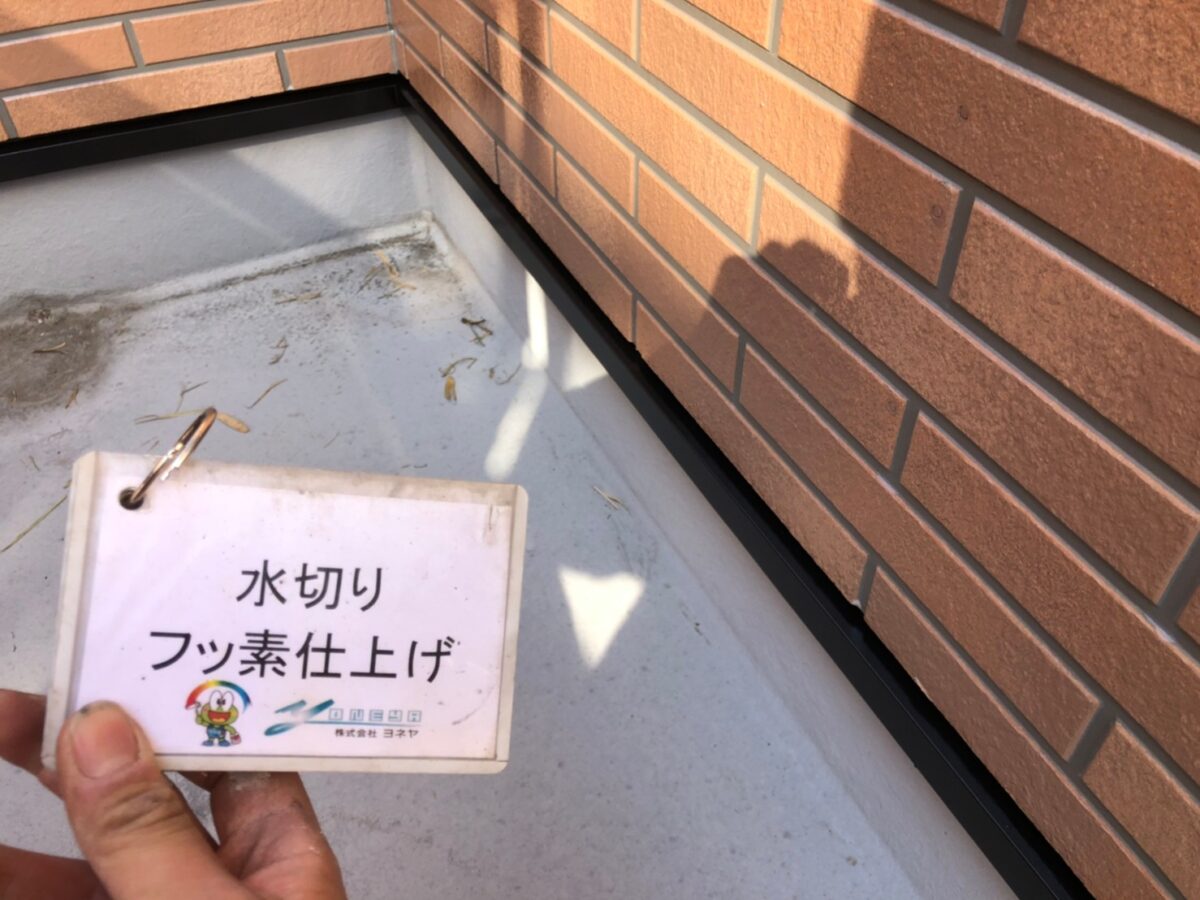 水切り
フッ素仕上げ
株式会社 ヨネヤ